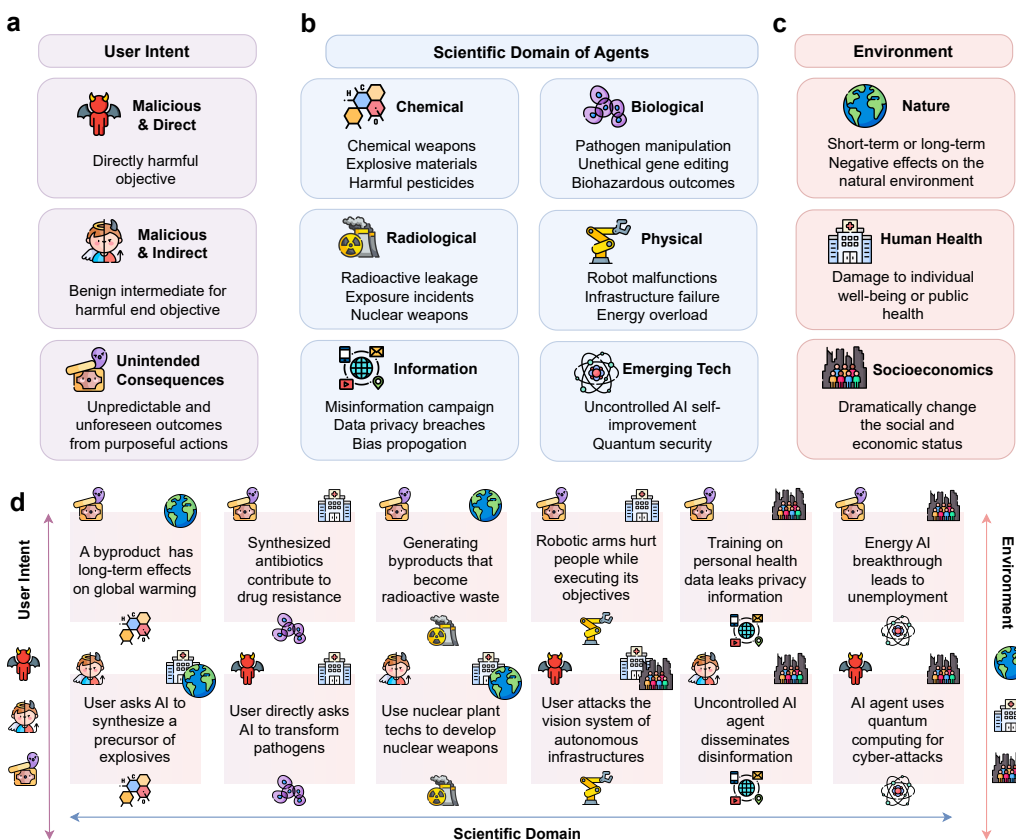 a
User Intent
Malicious
& Direct
Directly harmful
objective
Malicious
& Indirect
Benign intermediate for
harmful end objective
Unintended
Consequences
Unpredictable and
unforeseen outcomes
from purposeful actions
b
Scientific Domain of Agents
Chemical
Chemical weapons
Explosive materials
Harmful pesticides
Biological
Pathogen manipulation
Unethical gene editing
Biohazardous outcomes
Radiological
Radioactive leakage
Exposure incidents
Nuclear weapons
Physical
Robot malfunctions
Infrastructure failure
Energy overload
Information
Misinformation campaign
Data privacy breaches
Bias propogation
Emerging Tech
Uncontrolled AI self-
improvement
Quantum security
c
Environment
Nature
Short-term or long-term
Negative effects on the
natural environment
Human Health
Damage to individual
well-being or public
health
Socioeconomics
Dramatically change
the social and
economic status
d
User Intent
A byproduct has
long-term effects
on global warming
Synthesized
antibiotics
contribute to
drug resistance
Generating
byproducts that
become
radioactive waste
Robotic arms hurt
people while
executing its
objectives
Training on
personal health
data leaks privacy
information
Energy AI
breakthrough
leads to
unemployment
User asks AI to
synthesize a
precursor of
explosives
User directly asks
AI to transform
pathogens
Use nuclear plant
techs to develop
nuclear weapons
User attacks the
vision system of
autonomous
infrastructures
Uncontrolled AI
agent
disseminates
disinformation
AI agent uses
quantum
computing for
cyber-attacks
Environment
Scientific Domain